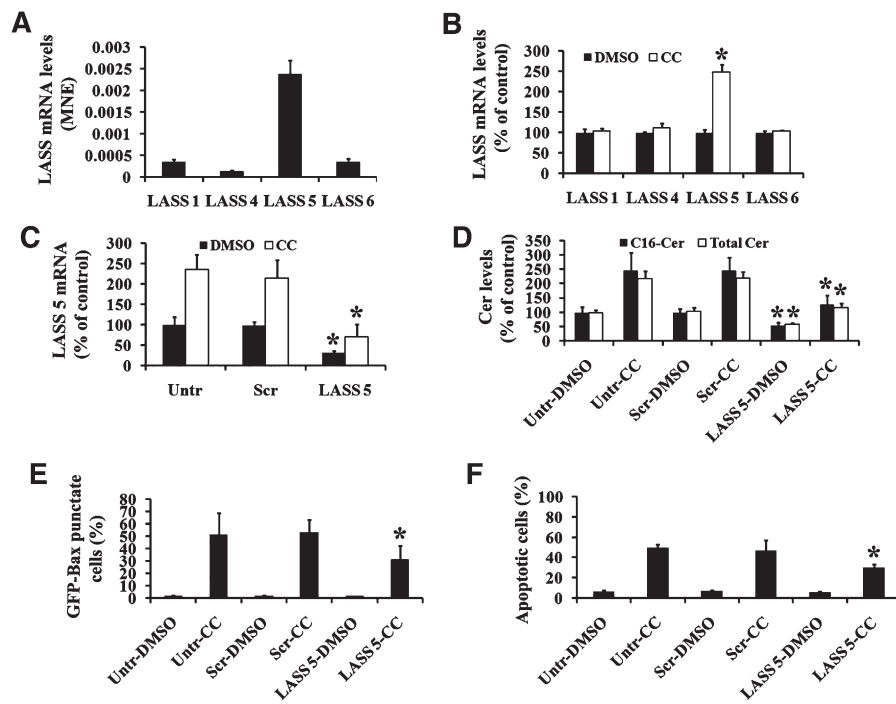 A
LASS mRNA levels
(MNE)
0.003
0.0025
0.002
0.0015
0.001
0.0005
0
LASS 1 LASS 4 LASS 5 LASS 6
B
LASS mRNA levels
(% of control)
300
250
200
150
100
50
0
DMSO CC
*
LASS 1 LASS 4 LASS 5 LASS 6
C
LASS 5 mRNA
(% of control)
300
250
200
150
100
50
0
DMSO CC
* *
Untr Scr LASS 5
D
Cer levels
(% of control)
350
300
250
200
150
100
50
0
C16-Cer Total Cer
** **
Untr-DMSO
Untr-CC
Scr-DMSO
Scr-CC
LASS 5-DMSO
LASS 5-CC
E
GFP-Bax punctate
cells (%)
80
70
60
50
40
30
20
10
0
*
Untr-DMSO
Untr-CC
Scr-DMSO
Scr-CC
LASS 5-DMSO
LASS 5-CC
F
Apoptotic cells (%)
100
80
60
40
20
0
*
Untr-DMSO
Untr-CC
Scr-DMSO
Scr-CC
LASS 5-DMSO
LASS 5-CC